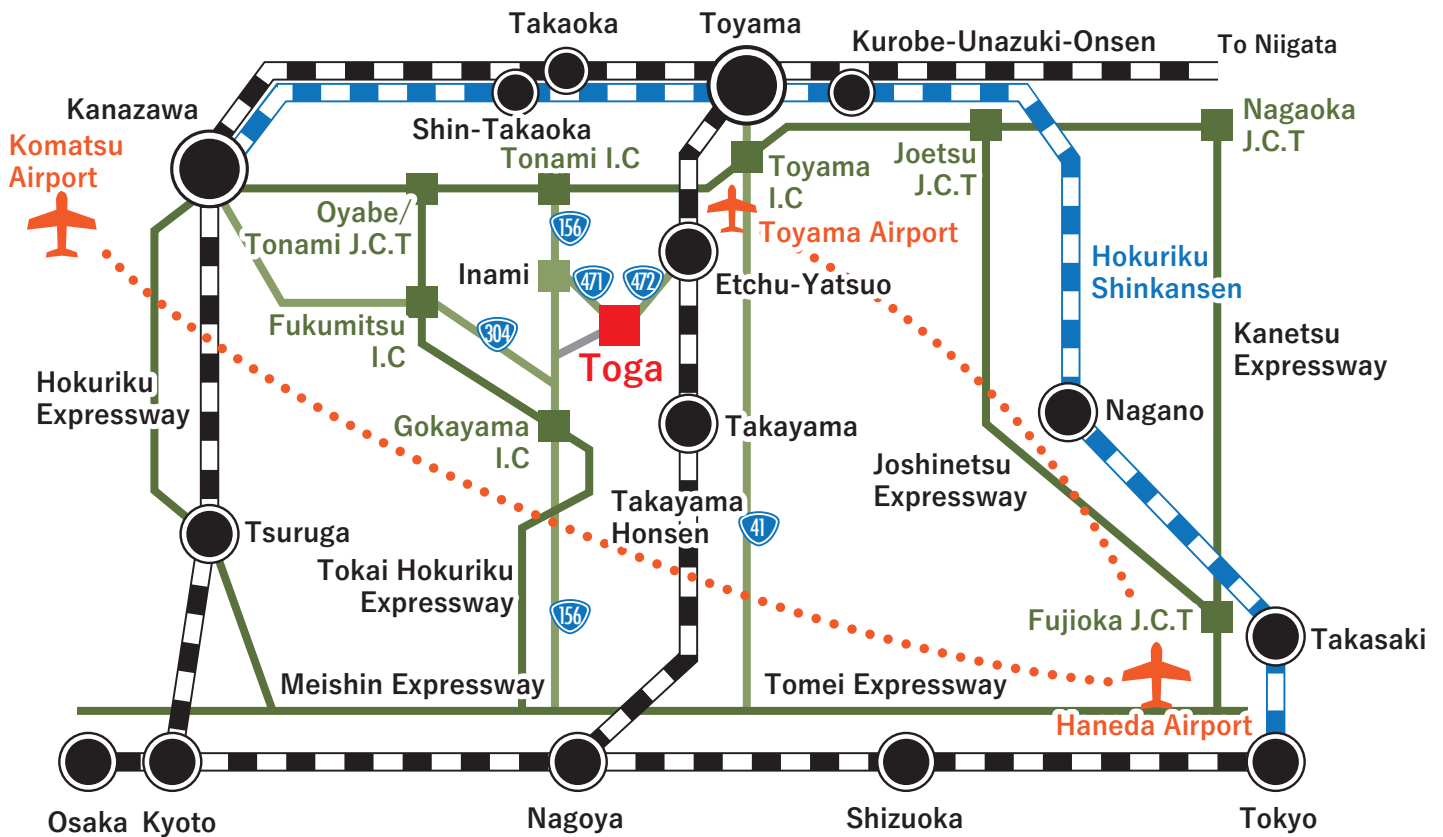 Takaoka
Toyama
Kurobe-Unazuki-Onsen
To Niigata
Kanazawa
Shin-Takaoka
Komatsu
Airport
Tonami I.C
Nagaoka
J.C.T
Toyama
I.C
Joetsu
J.C.T
Oyabe/
Tonami J.C.T
156
Toyama Airport
Inami
471
472
Etchu-Yatsuo
Hokuriku
Shinkansen
Fukumitsu
I.C
304
Toga
Kanetsu
Expressway
Hokuriku
Expressway
Gokayama
I.C
Takayama
Nagano
Joshinetsu
Expressway
Takayama
Honsen
41
Tsuruga
Tokai Hokuriku
Expressway
156
Fujioka J.C.T
Takasaki
Meishin Expressway
Tomei Expressway
Haneda Airport
Osaka
Kyoto
Nagoya
Shizuoka
Tokyo